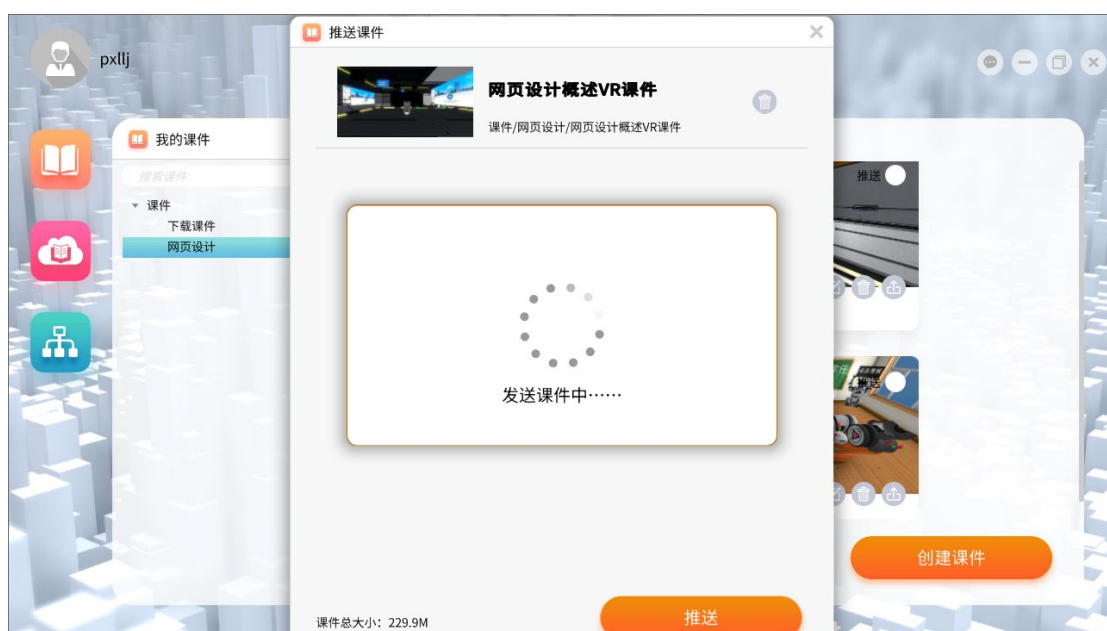 pxllj
推送课件
网页设计概述VR课件
课件/网页设计/网页设计概述VR课件
我的课件
搜索课件
课件
下载课件
网页设计
推送
发送课件中……
推送
创建课件
课件总大小：229.9M
推送